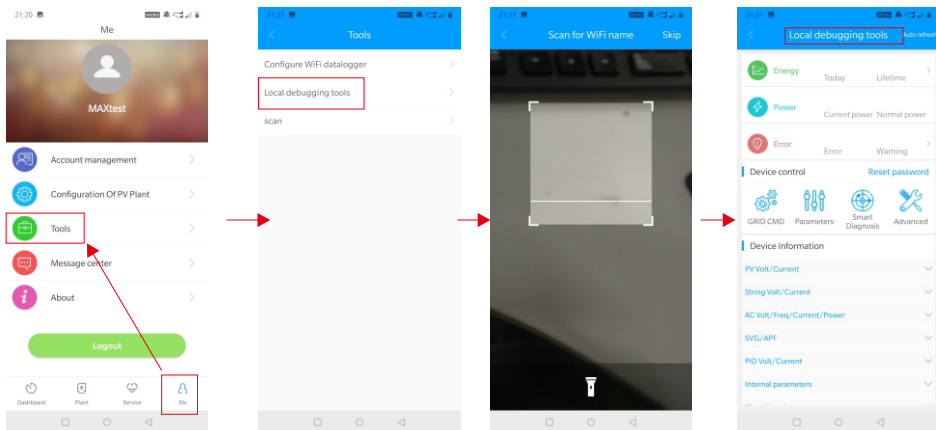 21:20
Me
MAXtest
Account management
Configuration Of PV Plant
Tools
Message center
About
Logout
Dashboard
Plant
Service
Me
21:21
Tools
Configure WiFi datalogger
Local debugging tools
scan
21:21
Scan for WiFi name
Skip
21:21
Local debugging tools
Auto refresh
Energy
Today
Lifetime
Power
Current power
Normal power
Error
Error
Warning
Device control
Reset password
GRID CMD
Parameters
Smart
Diagnosis
Advanced
Device Information
PV Volt/Current
String Volt/Current
AC Volt/Freq/Current/Power
SVG/APF
PID Volt/Current
Internal parameters